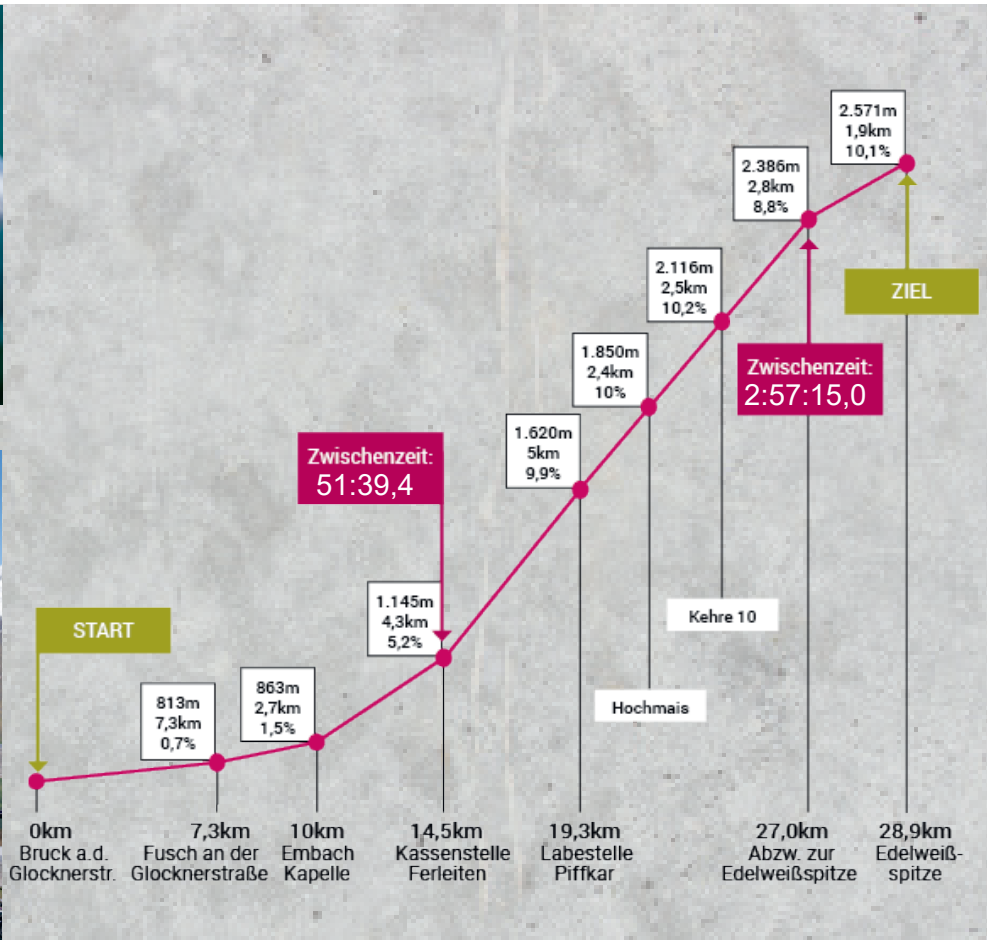 2.571m
1,9km
10,1%
2.386m
2,8km
8,8%
ZIEL
2.116m
2,5km
10,2%
1.850m
2,4km
10%
Zwischenzeit:
2:57:15,0
1.620m
5km
9,9%
Zwischenzeit:
51:39,4
1.145m
4,3km
5,2%
START
Kehre 10
813m
7,3km
0,7%
863m
2,7km
1,5%
Hochmais
0km
Bruck a.d.
Glocknerstr.
7,3km
Fusch an der
Glocknerstraße
10km
Embach
Kapelle
14,5km
Kassenstelle
Ferleiten
19,3km
Labestelle
Piffkar
27,0km
Abzw. zur
Edelweißspitze
28,9km
Edelweiß-
spitze